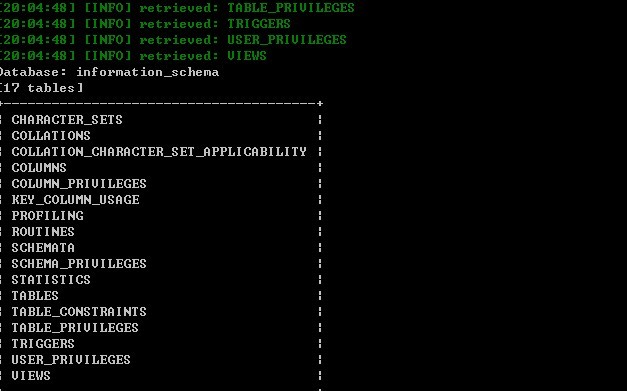 [20:04:48] [INFO] retrieved: TABLE_PRIVILEGES
[20:04:48] [INFO] retrieved: TRIGGERS
[20:04:48] [INFO] retrieved: USER_PRIVILEGES
[20:04:48] [INFO] retrieved: VIEWS
Database: information_schema
[17 tables]
+---------------------------------------+
¦ CHARACTER_SETS ¦
¦ COLLATIONS ¦
¦ COLLATION_CHARACTER_SET_APPLICABILITY ¦
¦ COLUMNS ¦
¦ COLUMN_PRIVILEGES ¦
¦ KEY_COLUMN_USAGE ¦
¦ PROFILING ¦
¦ ROUTINES ¦
¦ SCHEMATA ¦
¦ SCHEMA_PRIVILEGES ¦
¦ STATISTICS ¦
¦ TABLES ¦
¦ TABLE_CONSTRAINTS ¦
¦ TABLE_PRIVILEGES ¦
¦ TRIGGERS ¦
¦ USER_PRIVILEGES ¦
¦ VIEWS ¦